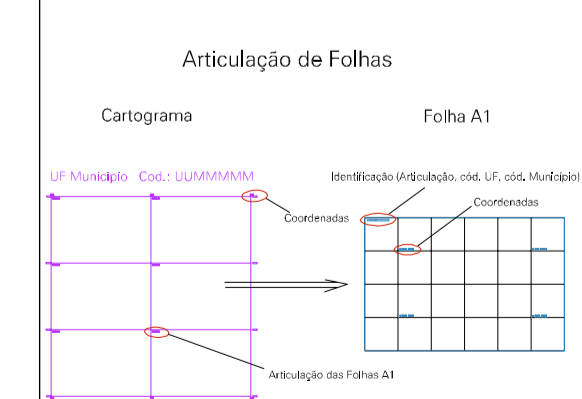 Articulação de Folhas
Cartograma
Folha A1
UF Município Cod.: UUMMMMM
Identificação (Articulação, cód. UF, cód. Município)
Coordenadas
Coordenadas
Articulação das Folhas A1